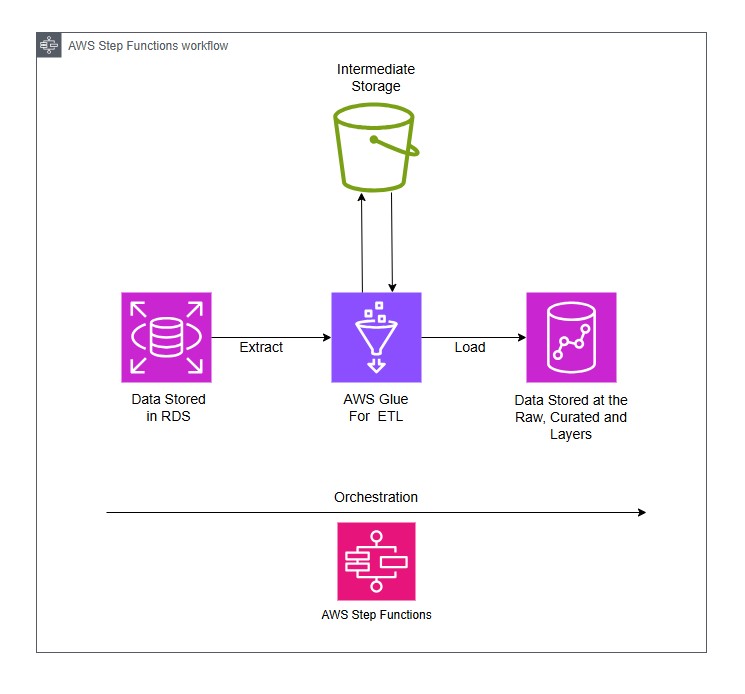 AWS Step Functions workflow
Intermediate
Storage
Extract
Load
Data Stored
in RDS
AWS Glue
For ETL
Data Stored at the
Raw, Curated and
Layers
Orchestration
AWS Step Functions